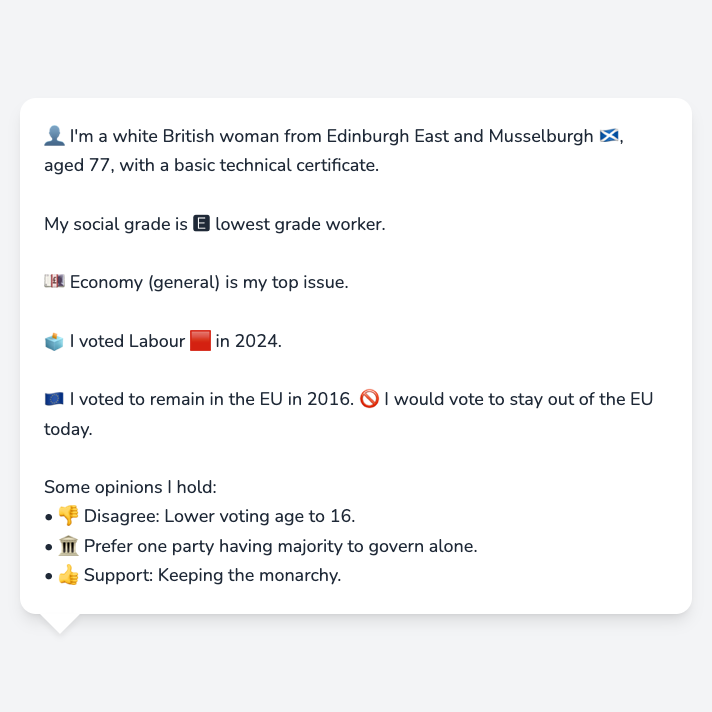 👤 I'm a white British woman from Edinburgh East and Musselburgh 🏴󠁧󠁢󠁳󠁣󠁴󠁿,
aged 77, with a basic technical certificate.
My social grade is 🅴 lowest grade worker.
💷 Economy (general) is my top issue.
🗳️ I voted Labour 🟥 in 2024.
🇪🇺 I voted to remain in the EU in 2016. 🚫 I would vote to stay out of the EU
today.
Some opinions I hold:
• 👎 Disagree: Lower voting age to 16.
• 🏛️ Prefer one party having majority to govern alone.
• 👍 Support: Keeping the monarchy.